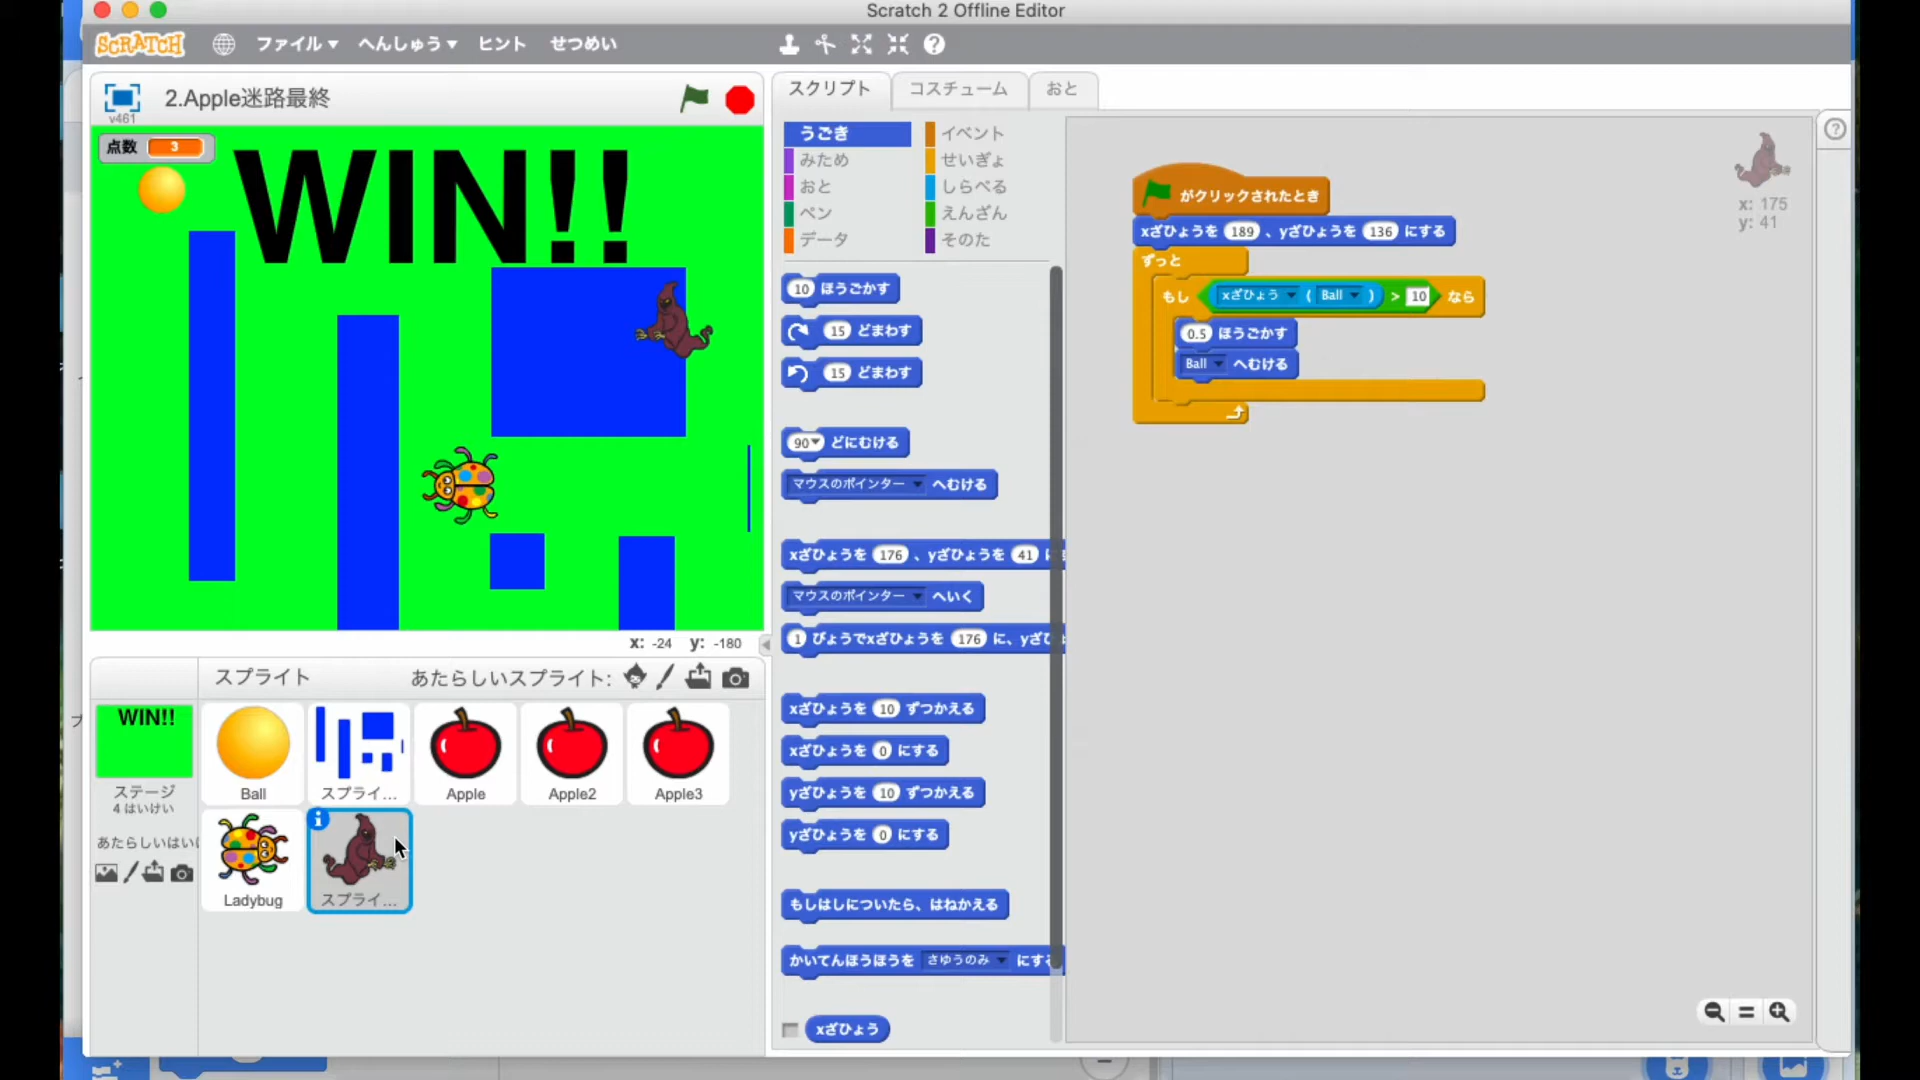 Scratch 2 Offline Editor
SCRATCH ファイル へんしゅう ヒント せつめい
v461
2.Apple迷路最終
点数 3
WIN!!
x: -24 y: -180
スプライト
あたらしいスプライト:
WIN!!
ステージ
4 はいけい
あたらしいはいけ
Ball
スプライ...
Apple
Apple2
Apple3
Ladybug
スプライ...
スクリプト
コスチューム
おと
うごき
イベント
みため
せいぎょ
おと
しらべる
ペン
えんざん
データ
そのた
10 ほうごかす
15 どまわす
15 どまわす
90 どにむける
マウスのポインター へむける
xざひょうを 176 、yざひょうを 41 に
マウスのポインター へいく
1 びょうでxざひょうを 176 に、yざひ
xざひょうを 10 ずつかえる
xざひょうを 0 にする
yざひょうを 10 ずつかえる
yざひょうを 0 にする
もしはしについたら、はねかえる
かいてんほうほうを さゆうのみ にする
xざひょう
がクリックされたとき
xざひょうを 189 、yざひょうを 136 にする
ずっと
もし xざひょう ( Ball ) > 10 なら
0.5 ほうごかす
Ball へむける
x: 175
y: 41